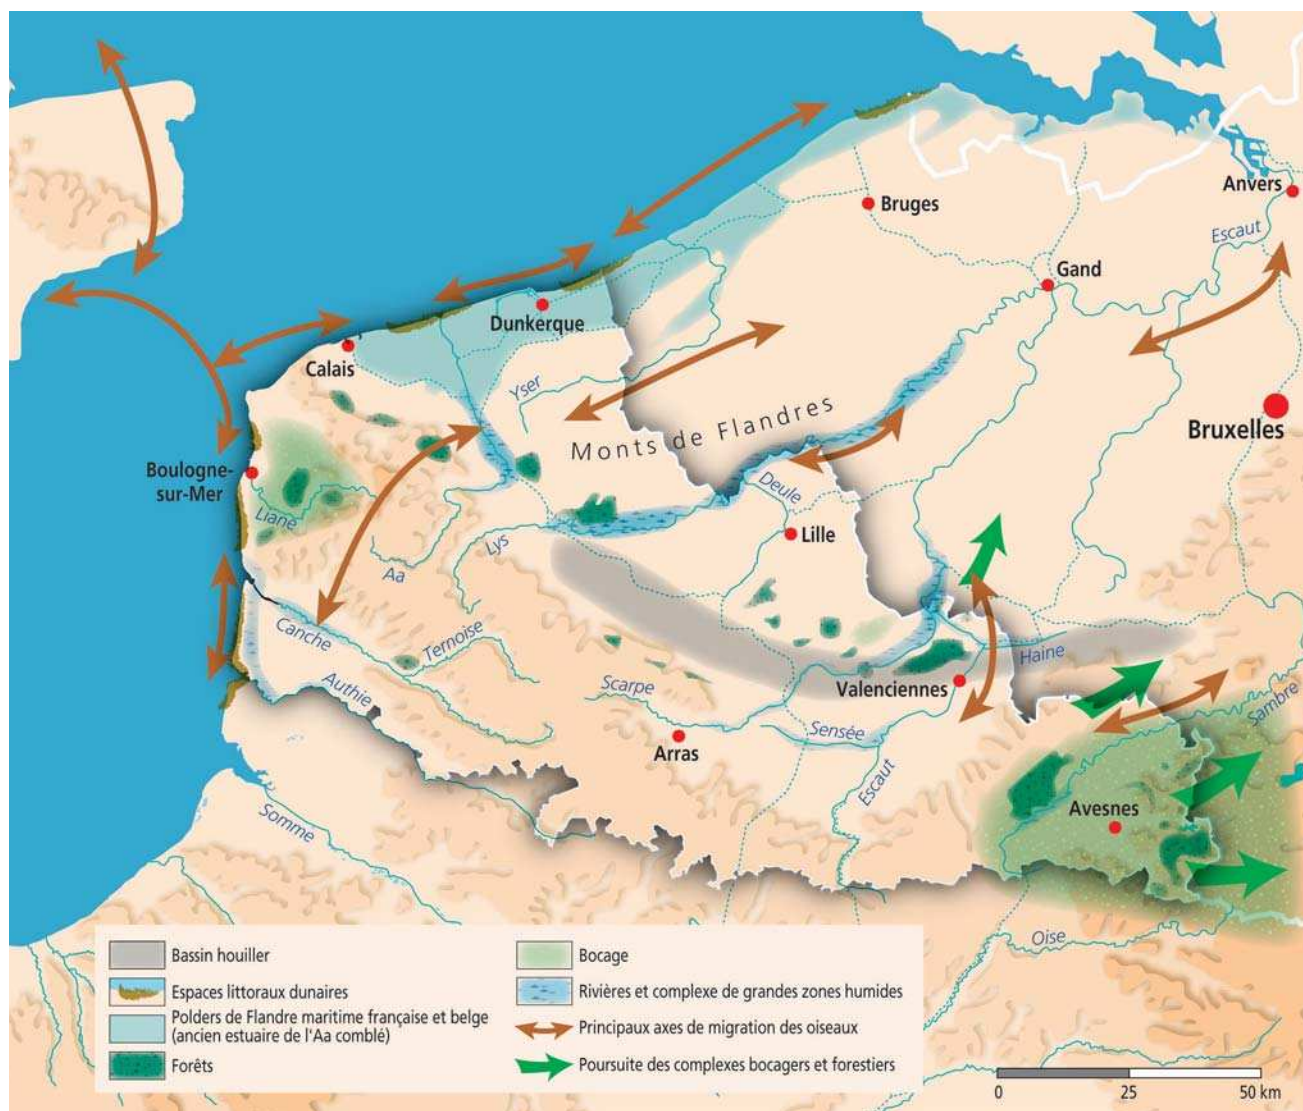 Anvers
Bruges
Escaut
Gand
Dunkerque
Calais
Yser
Monts de Flandres
Bruxelles
Boulogne-
sur-Mer
Liane
Deule
Lille
Lys
Aa
Canche
Ternoise
Haine
Authie
Scarpe
Valenciennes
Sambre
Sensée
Arras
Escaut
Avesnes
Somme
Oise
Bassin houiller
Espaces littoraux dunaires
Polders de Flandre maritime française et belge
(ancien estuaire de l'Aa comblé)
Forêts
Bocage
Rivières et complexe de grandes zones humides
Principaux axes de migration des oiseaux
Poursuite des complexes bocagers et forestiers
0 25 50 km